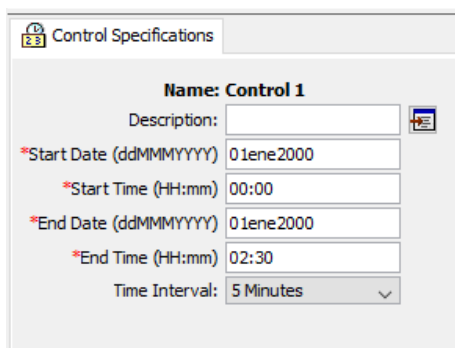 Control Specifications
Name: Control 1
Description:
*Start Date (ddMMMYYYY) 01ene2000
*Start Time (HH:mm) 00:00
*End Date (ddMMMYYYY) 01ene2000
*End Time (HH:mm) 02:30
Time Interval: 5 Minutes